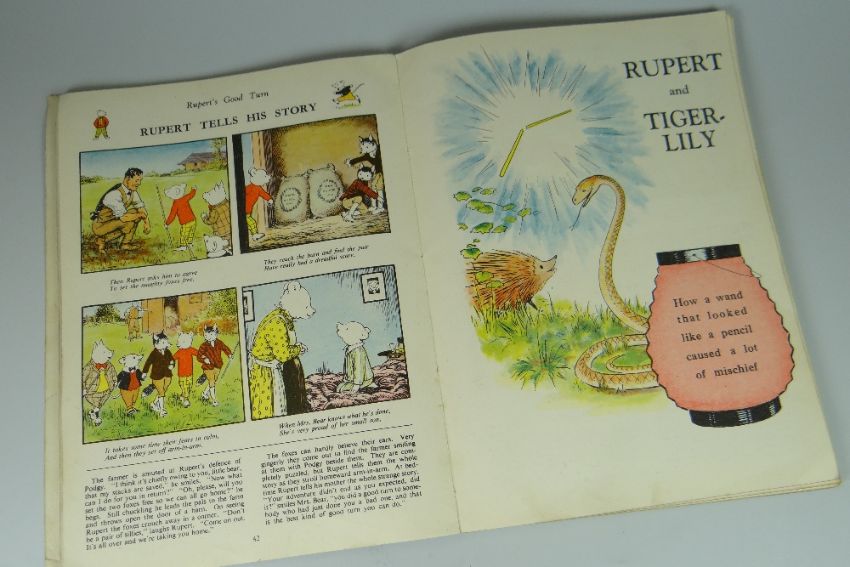 Rupert's Good Turn
RUPERT TELLS HIS STORY
Then Rupert asks him to agree
To set the naughty foxes free.
They reach the barn and find the pair
Have really had a dreadful scare.
It takes some time their fears to calm,
And then they set off arm-in-arm.
When Mrs. Bear knows what he's done,
She's very proud of her small son.
The farmer is amused at Rupert's defence of
Podgy. "I think it's chiefly owing to you, little bear,
that my stacks are saved," he smiles. "Now what
can I do for you in return?" "Oh, please, will you
set the two foxes free so we can all go home?" he
begs. Still chuckling he leads the pals to the farm
and throws open the door of a barn. On seeing
Rupert the foxes crouch away in a corner. "Don't
be a pair of sillies," laughs Rupert. "Come on out.
It's all over and we're taking you home."
The foxes can hardly believe their ears. Very
gingerly they come out to find the farmer smiling
at them with Podgy beside them. They are com-
pletely puzzled, but Rupert tells them the whole
story as they stroll homeward arm-in-arm. At bed-
time Rupert tells his mother the whole strange story.
"Your adventure didn't end as you expected, did
it?" smiles Mrs. Bear, "you did a good turn to some-
body who had just done you a bad one, and that
is the best kind of good turn you can do."
42
RUPERT
and
TIGER-
LILY
How a wand
that looked
like a pencil
caused a lot
of mischief